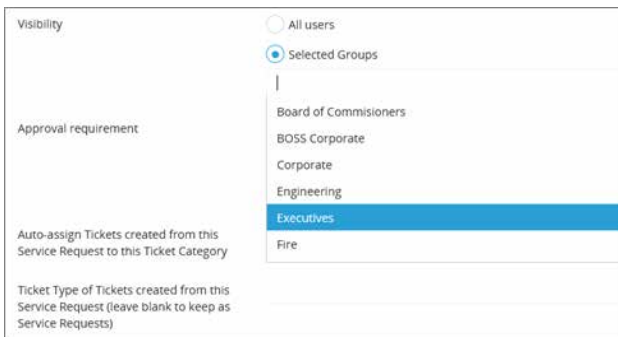 Visibility
All users
Selected Groups
Board of Commisioners
Approval requirement
BOSS Corporate
Corporate
Engineering
Executives
Auto-assign Tickets created from this
Service Request to this Ticket Category
Fire
Ticket Type of Tickets created from this
Service Request (leave blank to keep as
Service Requests)